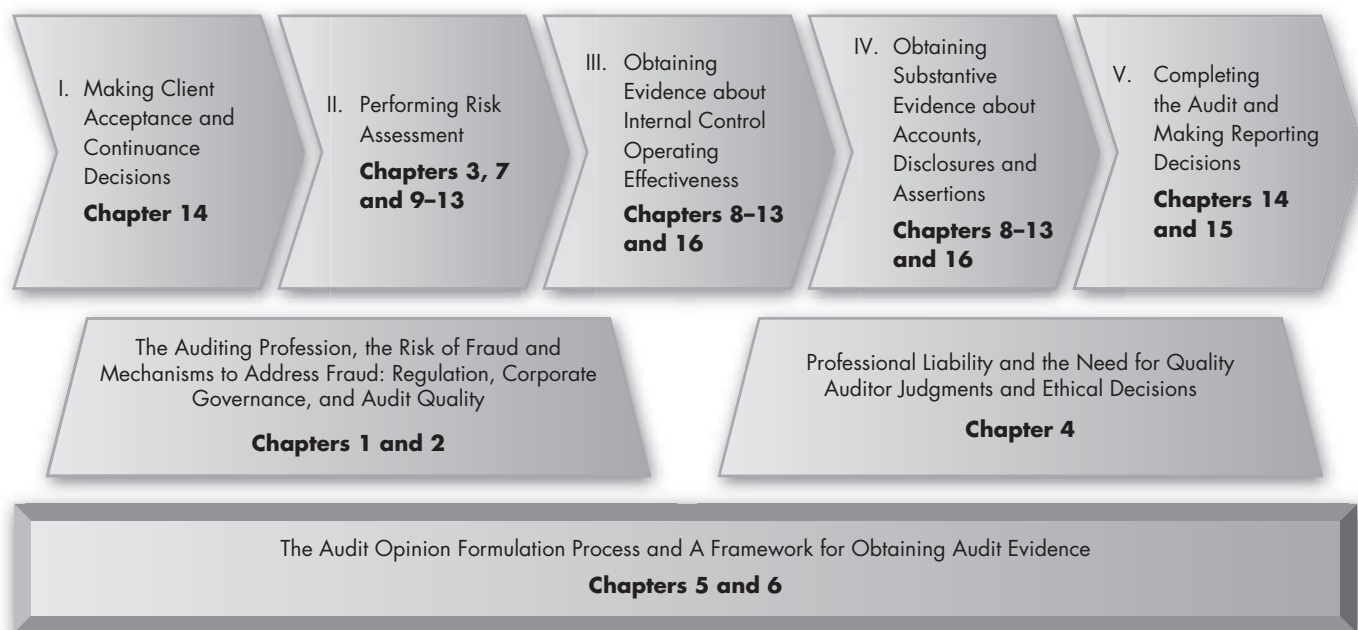 I. Making Client
Acceptance and
Continuance
Decisions
Chapter 14
II. Performing Risk
Assessment
Chapters 3, 7
and 9–13
III. Obtaining
Evidence about
Internal Control
Operating
Effectiveness
Chapters 8–13
and 16
IV. Obtaining
Substantive
Evidence about
Accounts,
Disclosures and
Assertions
Chapters 8–13
and 16
V. Completing
the Audit and
Making Reporting
Decisions
Chapters 14
and 15
The Auditing Profession, the Risk of Fraud and
Mechanisms to Address Fraud: Regulation, Corporate
Governance, and Audit Quality
Chapters 1 and 2
Professional Liability and the Need for Quality
Auditor Judgments and Ethical Decisions
Chapter 4
The Audit Opinion Formulation Process and A Framework for Obtaining Audit Evidence
Chapters 5 and 6